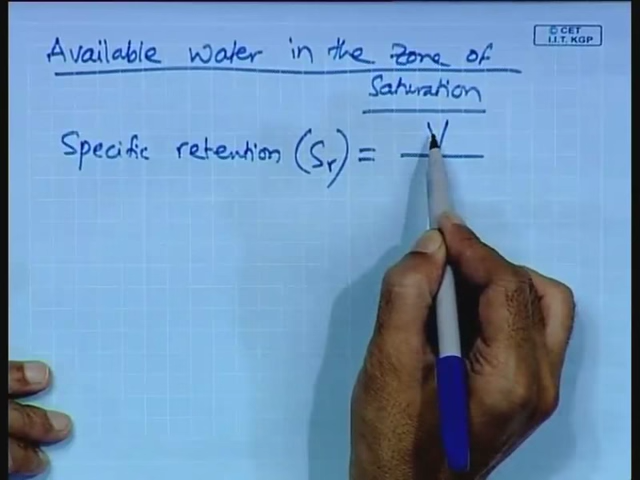 © CET
I.I.T. KGP
Available water in the zone of
Saturation
Specific retention (Sr) = V